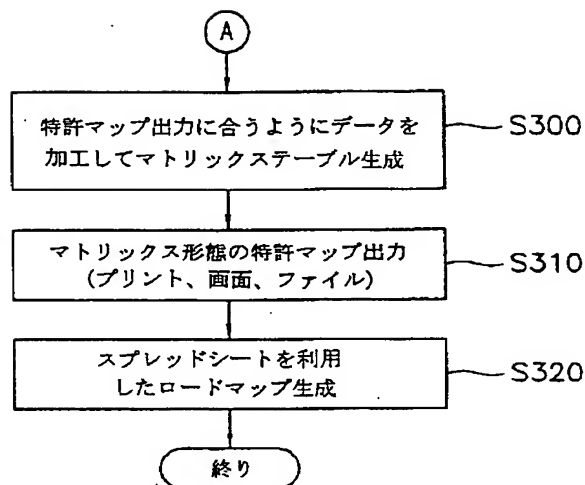 A
特許マップ出力に合うようにデータを
加工してマトリックステーブル生成
S300
マトリックス形態の特許マップ出力
(プリント、画面、ファイル)
S310
スプレッドシートを利用
したロードマップ生成
S320
終り